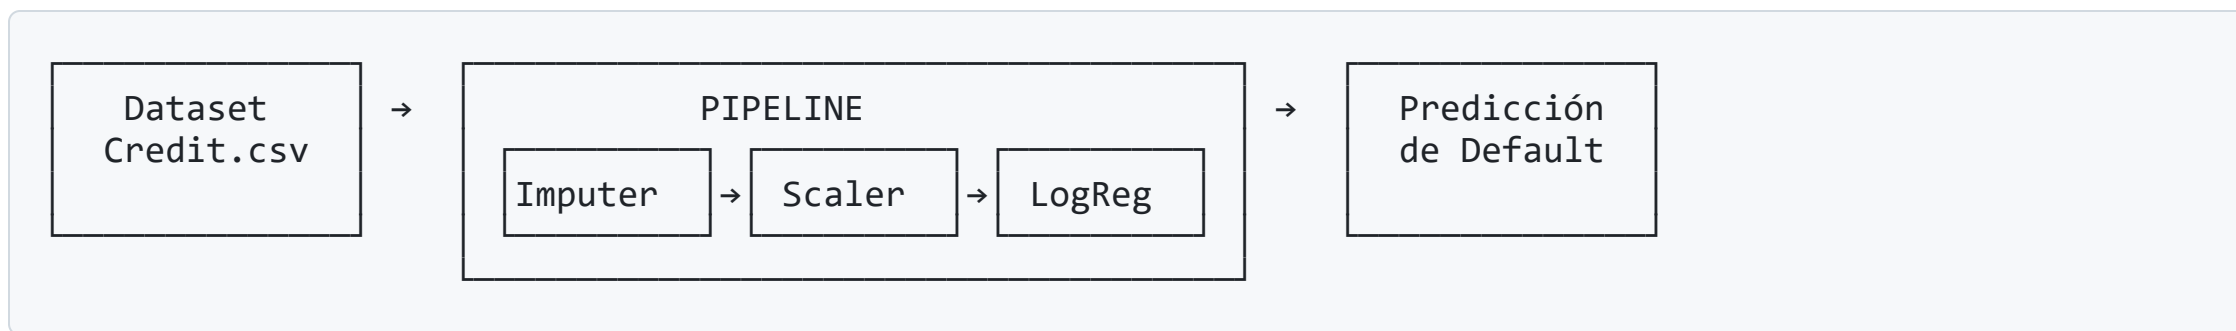 Dataset → PIPELINE → Predicción
Credit.csv de Default
Imputer → Scaler → LogReg